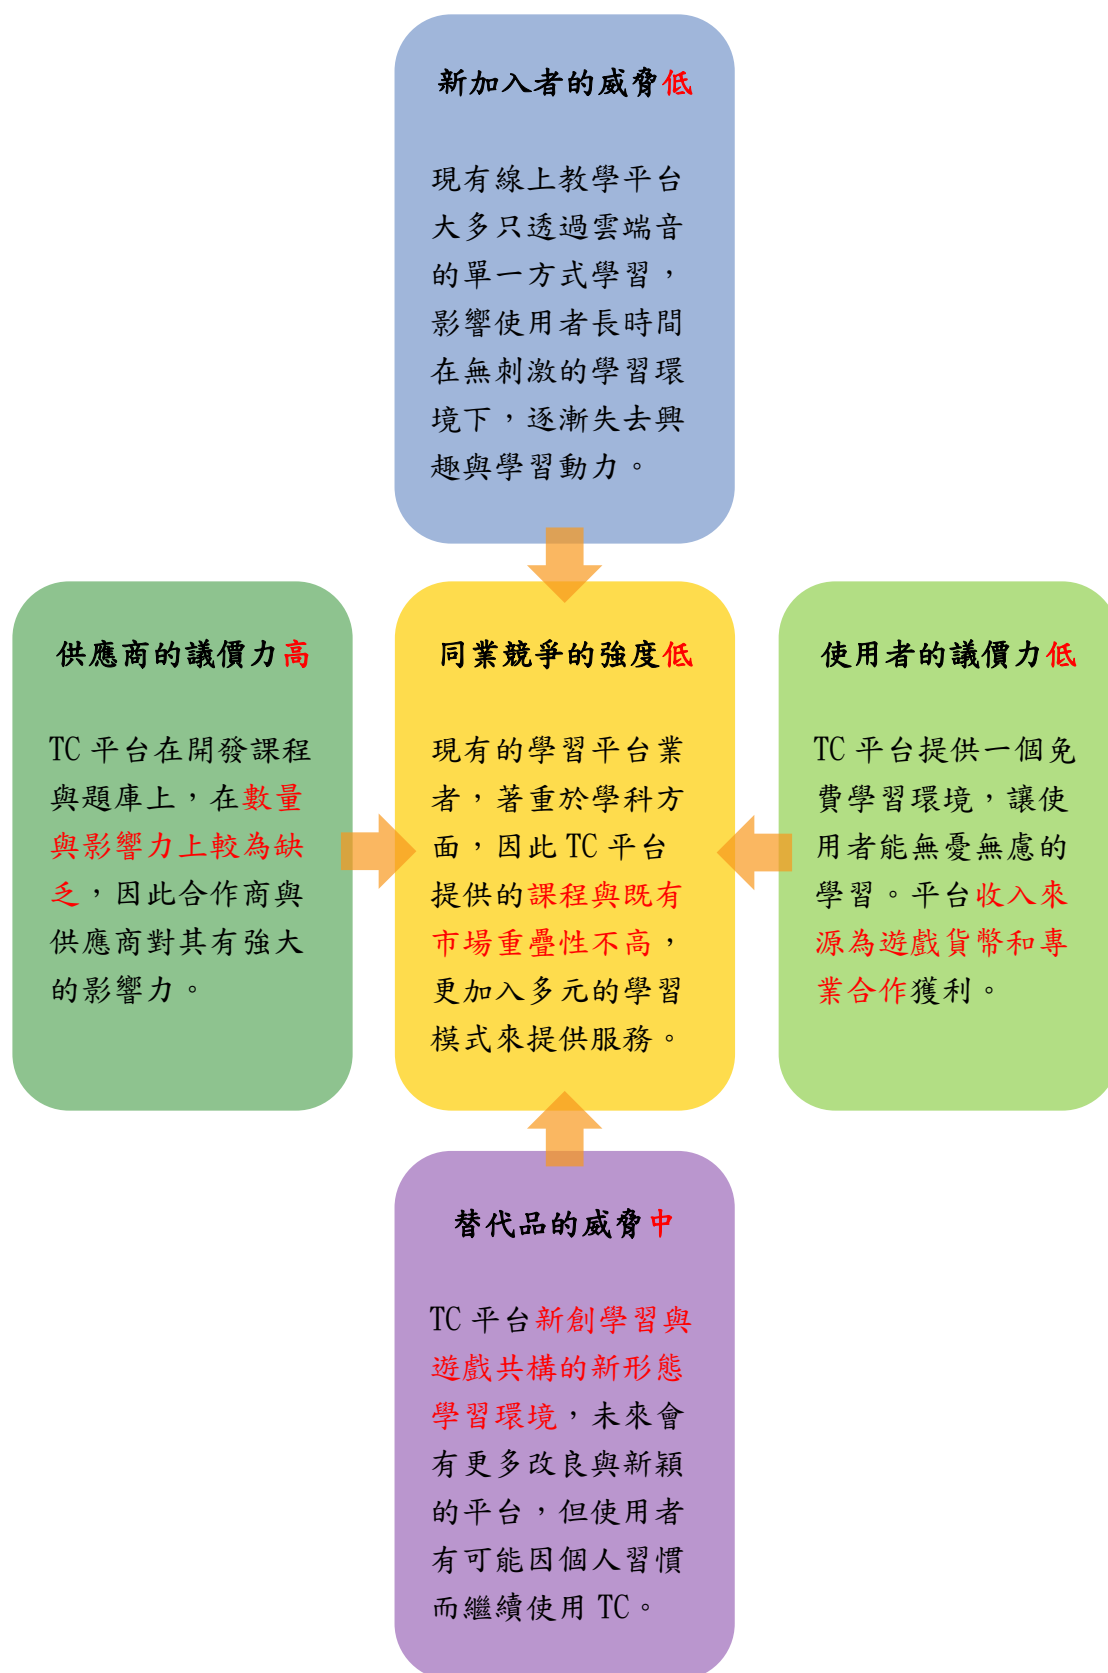 新加入者的威脅低
現有線上教學平台
大多只透過雲端音
的單一方式學習，
影響使用者長時間
在無刺激的學習環
境下，逐漸失去興
趣與學習動力。
供應商的議價力高
TC 平台在開發課程
與題庫上，在數量
與影響力上較為缺
乏，因此合作商與
供應商對其有強大
的影響力。
同業競爭的強度低
現有的學習平台業
者，著重於學科方
面，因此 TC 平台
提供的課程與既有
市場重疊性不高，
更加入多元的學習
模式來提供服務。
使用者的議價力低
TC 平台提供一個免
費學習環境，讓使
用者能無憂無慮的
學習。平台收入來
源為遊戲貨幣和專
業合作獲利。
替代品的威脅中
TC 平台新創學習與
遊戲共構的新形態
學習環境，未來會
有更多改良與新穎
的平台，但使用者
有可能因個人習慣
而繼續使用 TC。